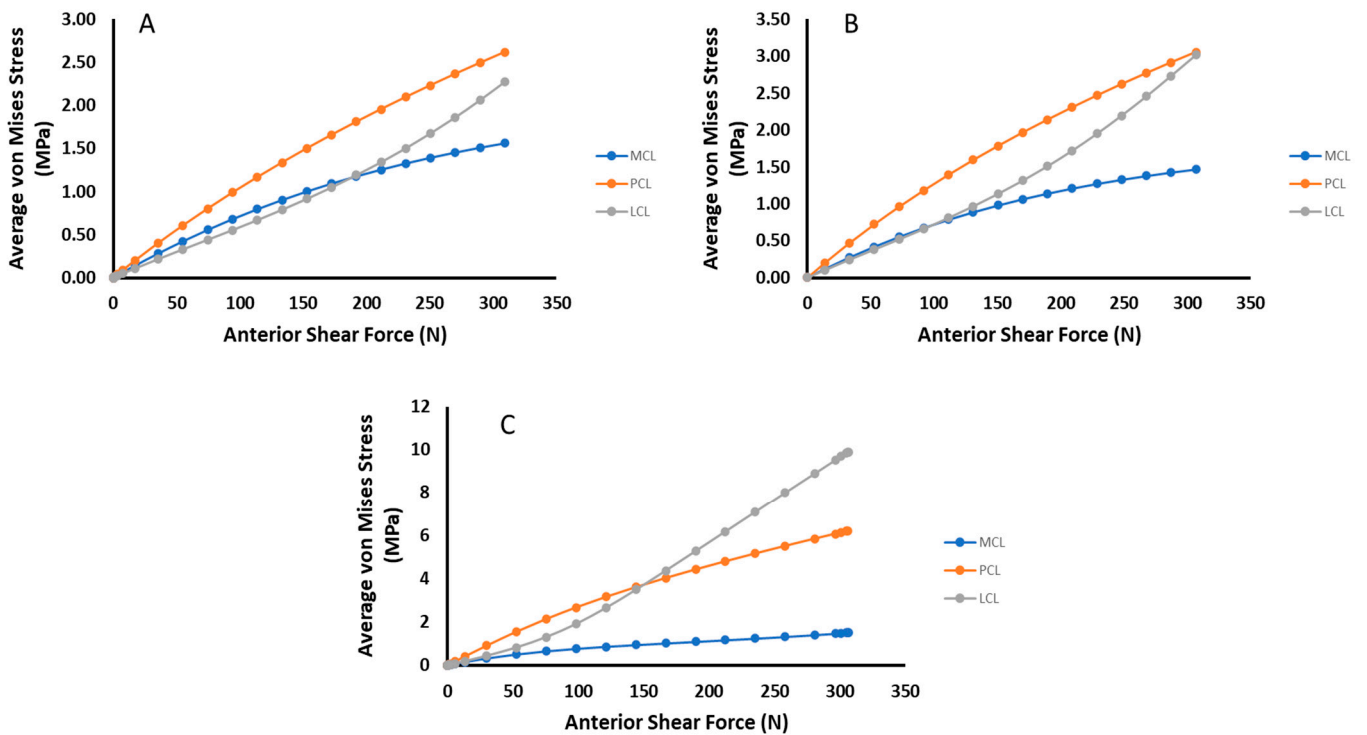 A
Average von Mises Stress
(MPa)
3.00
2.50
2.00
1.50
1.00
0.50
0.00
0 50 100 150 200 250 300 350
Anterior Shear Force (N)
MCL
PCL
LCL
B
Average von Mises Stress
(MPa)
3.50
3.00
2.50
2.00
1.50
1.00
0.50
0.00
0 50 100 150 200 250 300 350
Anterior Shear Force (N)
MCL
PCL
LCL
C
Average von Mises Stress
(MPa)
12
10
8
6
4
2
0
0 50 100 150 200 250 300 350
Anterior Shear Force (N)
MCL
PCL
LCL